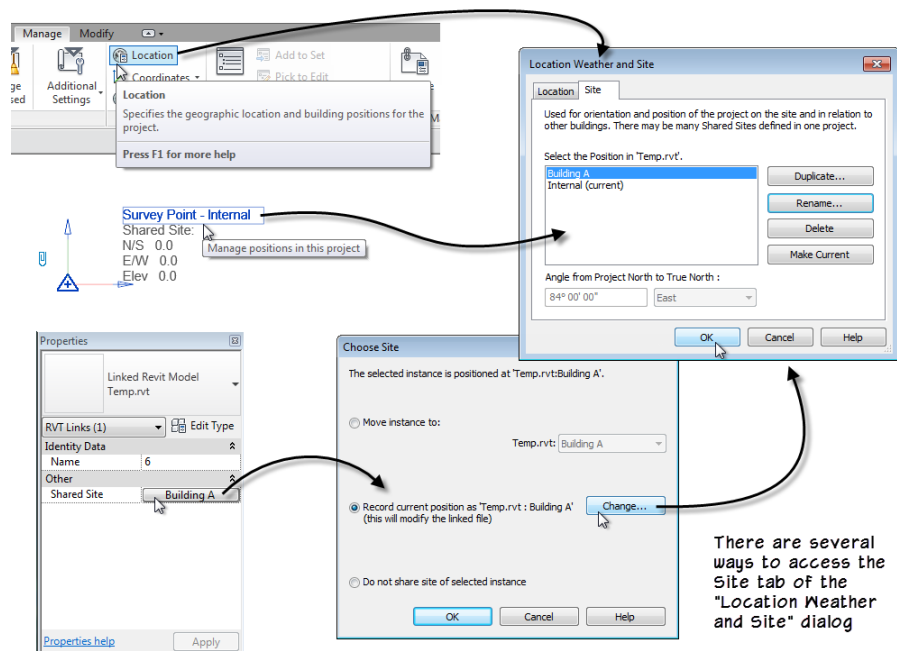 Manage Modify
Location
Add to Set
Coordinates
Pick to Edit
Additional
Settings
Location
Specifies the geographic location and building positions for the
project.
Press F1 for more help
Survey Point - Internal
Shared Site:
N/S 0.0
E/W 0.0
Elev 0.0
Manage positions in this project
Location Weather and Site
Location Site
Used for orientation and position of the project on the site and in relation to
other buildings. There may be many Shared Sites defined in one project.
Select the Position in 'Temp.rvt'.
Building A
Internal (current)
Duplicate...
Rename...
Delete
Make Current
Angle from Project North to True North :
84° 00' 00" East
OK Cancel Help
Properties
Linked Revit Model
Temp.rvt
RVT Links (1) Edit Type
Identity Data
Name 6
Other
Shared Site Building A
Properties help Apply
Choose Site
The selected instance is positioned at 'Temp.rvt:Building A'.
Move instance to:
Temp.rvt: Building A
Record current position as 'Temp.rvt : Building A' Change...
(this will modify the linked file)
Do not share site of selected instance
OK Cancel Help
There are several
ways to access the
Site tab of the
"Location Weather
and Site" dialog